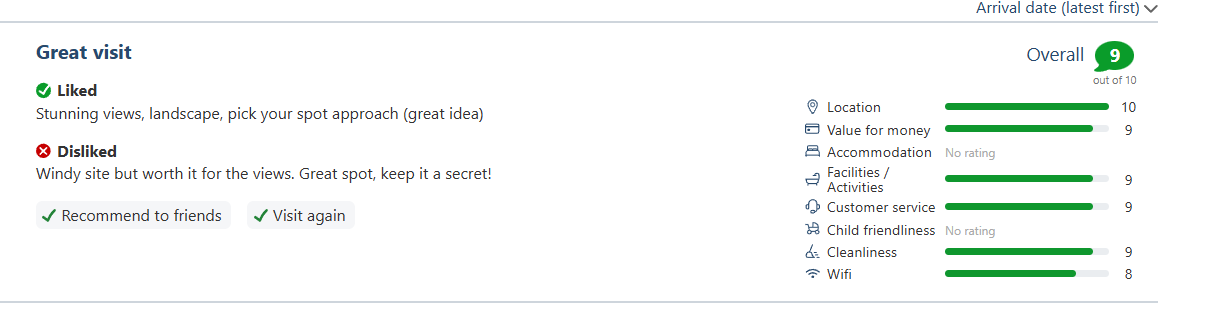 Arrival date (latest first)
Great visit
Overall 9
out of 10
Liked
Stunning views, landscape, pick your spot approach (great idea)
Disliked
Windy site but worth it for the views. Great spot, keep it a secret!
Recommend to friends Visit again
Location 10
Value for money 9
Accommodation No rating
Facilities /
Activities 9
Customer service 9
Child friendliness No rating
Cleanliness 9
Wifi 8